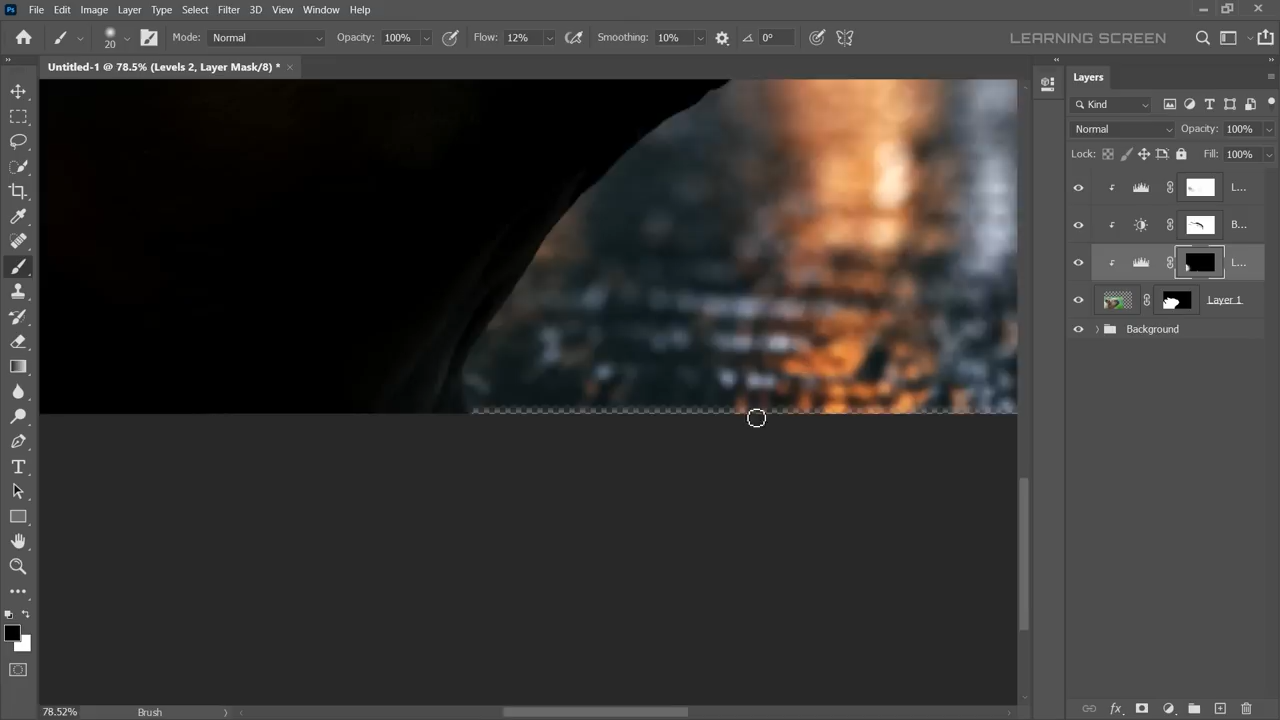 Ps File Edit Image Layer Type Select Filter 3D View Window Help
20 Mode: Normal Opacity: 100% Flow: 12% Smoothing: 10% 0° LEARNING SCREEN
Untitled-1 @ 78.5% (Levels 2, Layer Mask/8) *
Layers
Kind
Normal Opacity: 100%
Lock: Fill: 100%
L...
B...
L...
Layer 1
Background
78.52% Brush